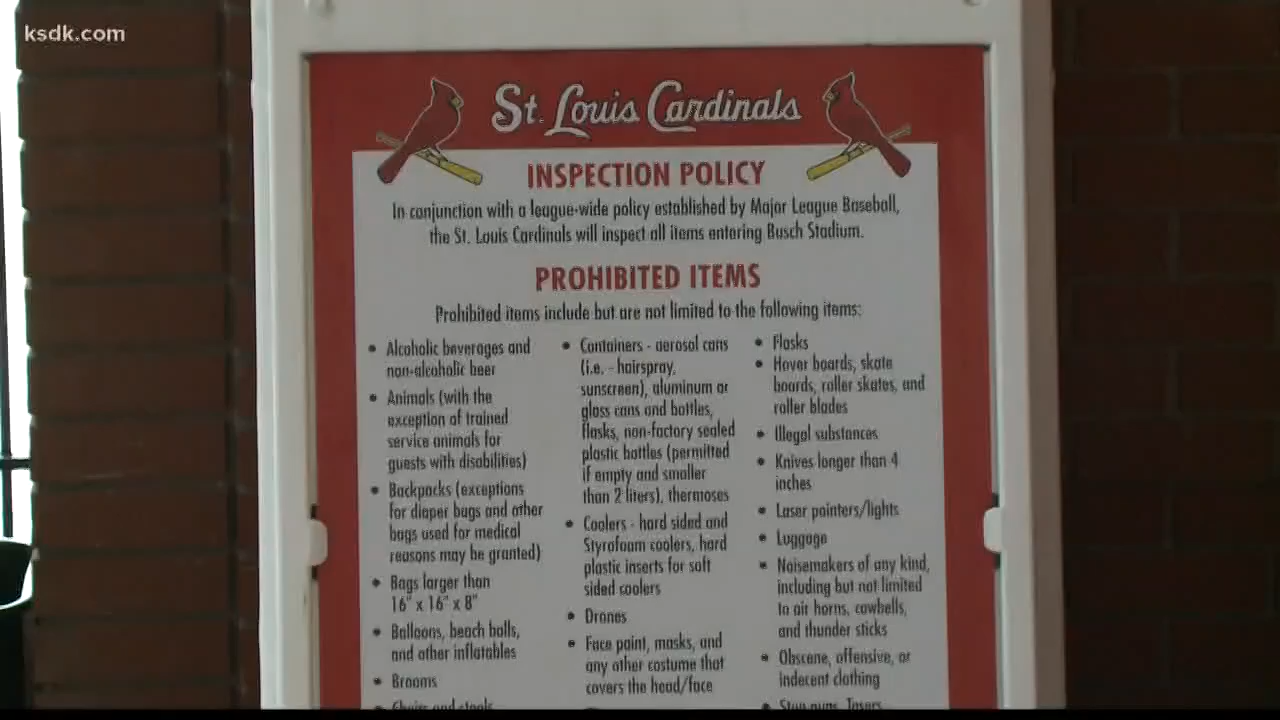 ksdk.com
St. Louis Cardinals
INSPECTION POLICY
In conjunction with a league-wide policy established by Major League Baseball,
the St. Louis Cardinals will inspect all items entering Busch Stadium.
PROHIBITED ITEMS
Prohibited items include but are not limited to the following items:
• Alcoholic beverages and
non-alcoholic beer
• Animals (with the
exception of trained
service animals for
guests with disabilities)
• Backpacks (exceptions
for diaper bags and other
bags used for medical
reasons may be granted)
• Bags larger than
16" x 16" x 8"
• Balloons, beach balls,
and other inflatables
• Brooms
• Chairs and stools
• Containers - aerosol cans
(i.e. - hairspray,
sunscreen), aluminum or
glass cans and bottles,
flasks, non-factory sealed
plastic bottles (permitted
if empty and smaller
than 2 liters), thermoses
• Coolers - hard sided and
Styrofoam coolers, hard
plastic inserts for soft
sided coolers
• Drones
• Face paint, masks, and
any other costume that
covers the head/face
• Flasks
• Hover boards, skate
boards, roller skates, and
roller blades
• Illegal substances
• Knives longer than 4
inches
• Laser pointers/lights
• Luggage
• Noisemakers of any kind,
including but not limited
to air horns, cowbells,
and thunder sticks
• Obscene, offensive, or
indecent clothing
• Stun guns, Tasers